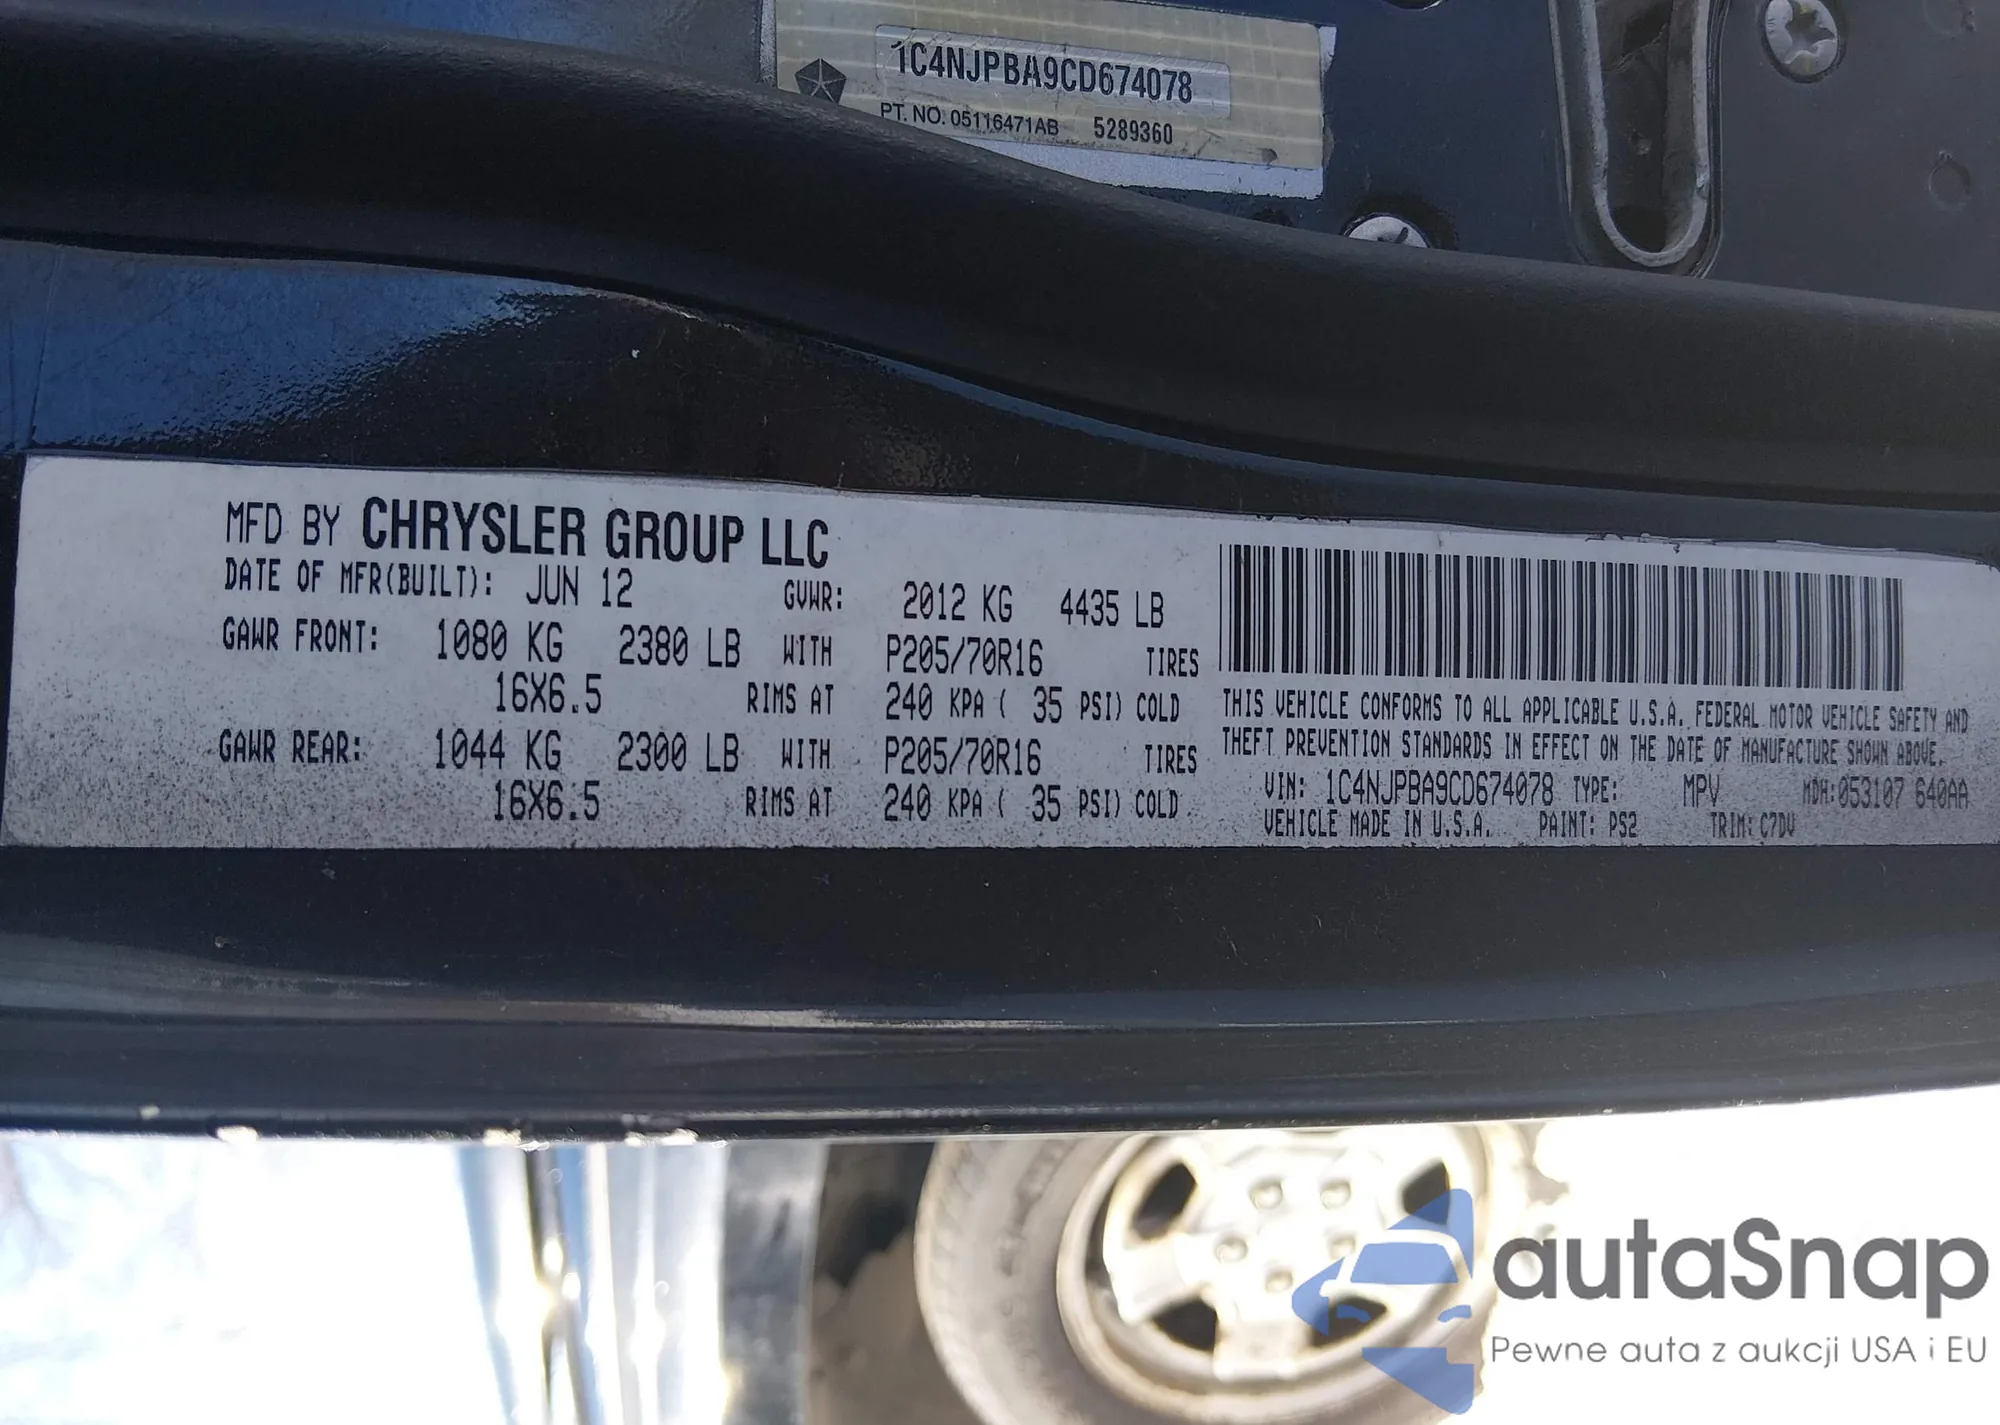 1C4NJPBA9CD674078
PT. NO. 05116471AB 5289360
MFD BY CHRYSLER GROUP LLC
DATE OF MFR(BUILT): JUN 12 GVWR: 2012 KG 4435 LB
GAWR FRONT: 1080 KG 2380 LB WITH P205/70R16 TIRES
16X6.5 RIMS AT 240 KPA ( 35 PSI) COLD
GAWR REAR: 1044 KG 2300 LB WITH P205/70R16 TIRES
16X6.5 RIMS AT 240 KPA ( 35 PSI) COLD
THIS VEHICLE CONFORMS TO ALL APPLICABLE U.S.A. FEDERAL MOTOR VEHICLE SAFETY AND
THEFT PREVENTION STANDARDS IN EFFECT ON THE DATE OF MANUFACTURE SHOWN ABOVE.
VIN: 1C4NJPBA9CD674078 TYPE: MPV MDH:053107 640AA
VEHICLE MADE IN U.S.A. PAINT: PS2 TRIM: C7DV
autaSnap
Pewne auta z aukcji USA i EU